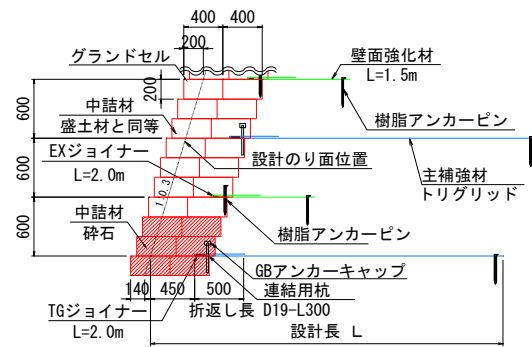 400 400
200
グランドセル
壁面強化材
L=1.5m
200
600
中詰材
盛土材と同等
樹脂アンカーピン
EXジョイナー
L=2.0m
設計のり面位置
600
主補強材
トリグリッド
1:0.3
中詰材
砕石
600
樹脂アンカーピン
GBアンカーキャップ
140 450 500
連結用杭
折返し長 D19-L300
TGジョイナー
L=2.0m
設計長 L